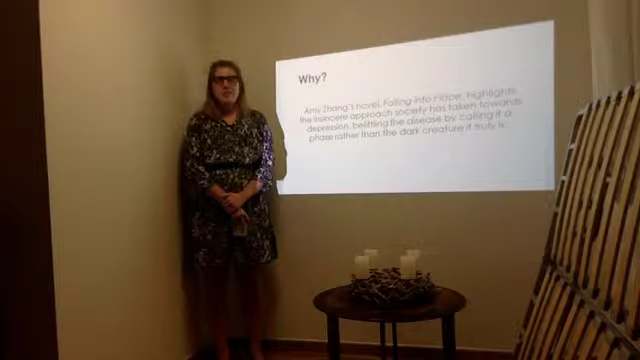 Why?
Amy Zhang's novel, Falling into Place, highlights
the insincere approach society has taken towards
depression, belittling the disease by calling it a
phase rather than the dark creature it truly is.